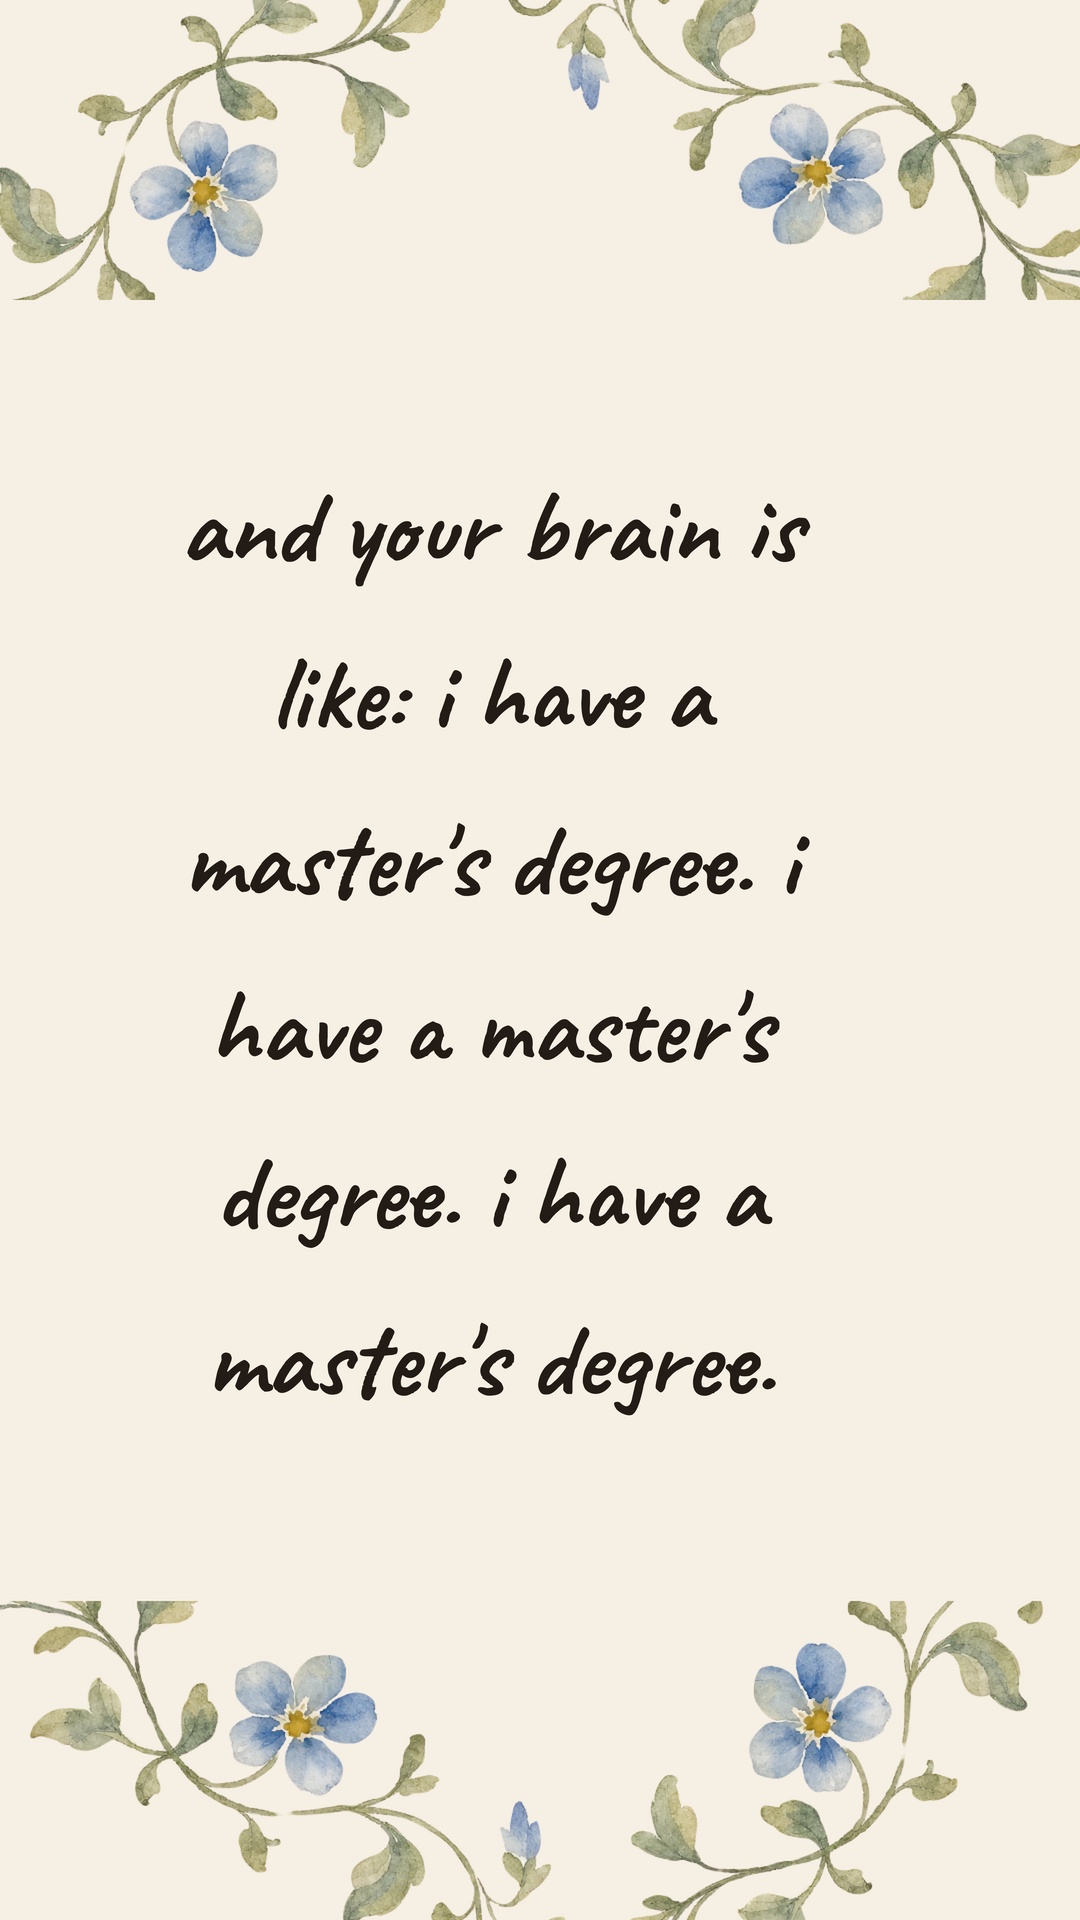 and your brain is
like: i have a
master's degree. i
have a master's
degree. i have a
master's degree.